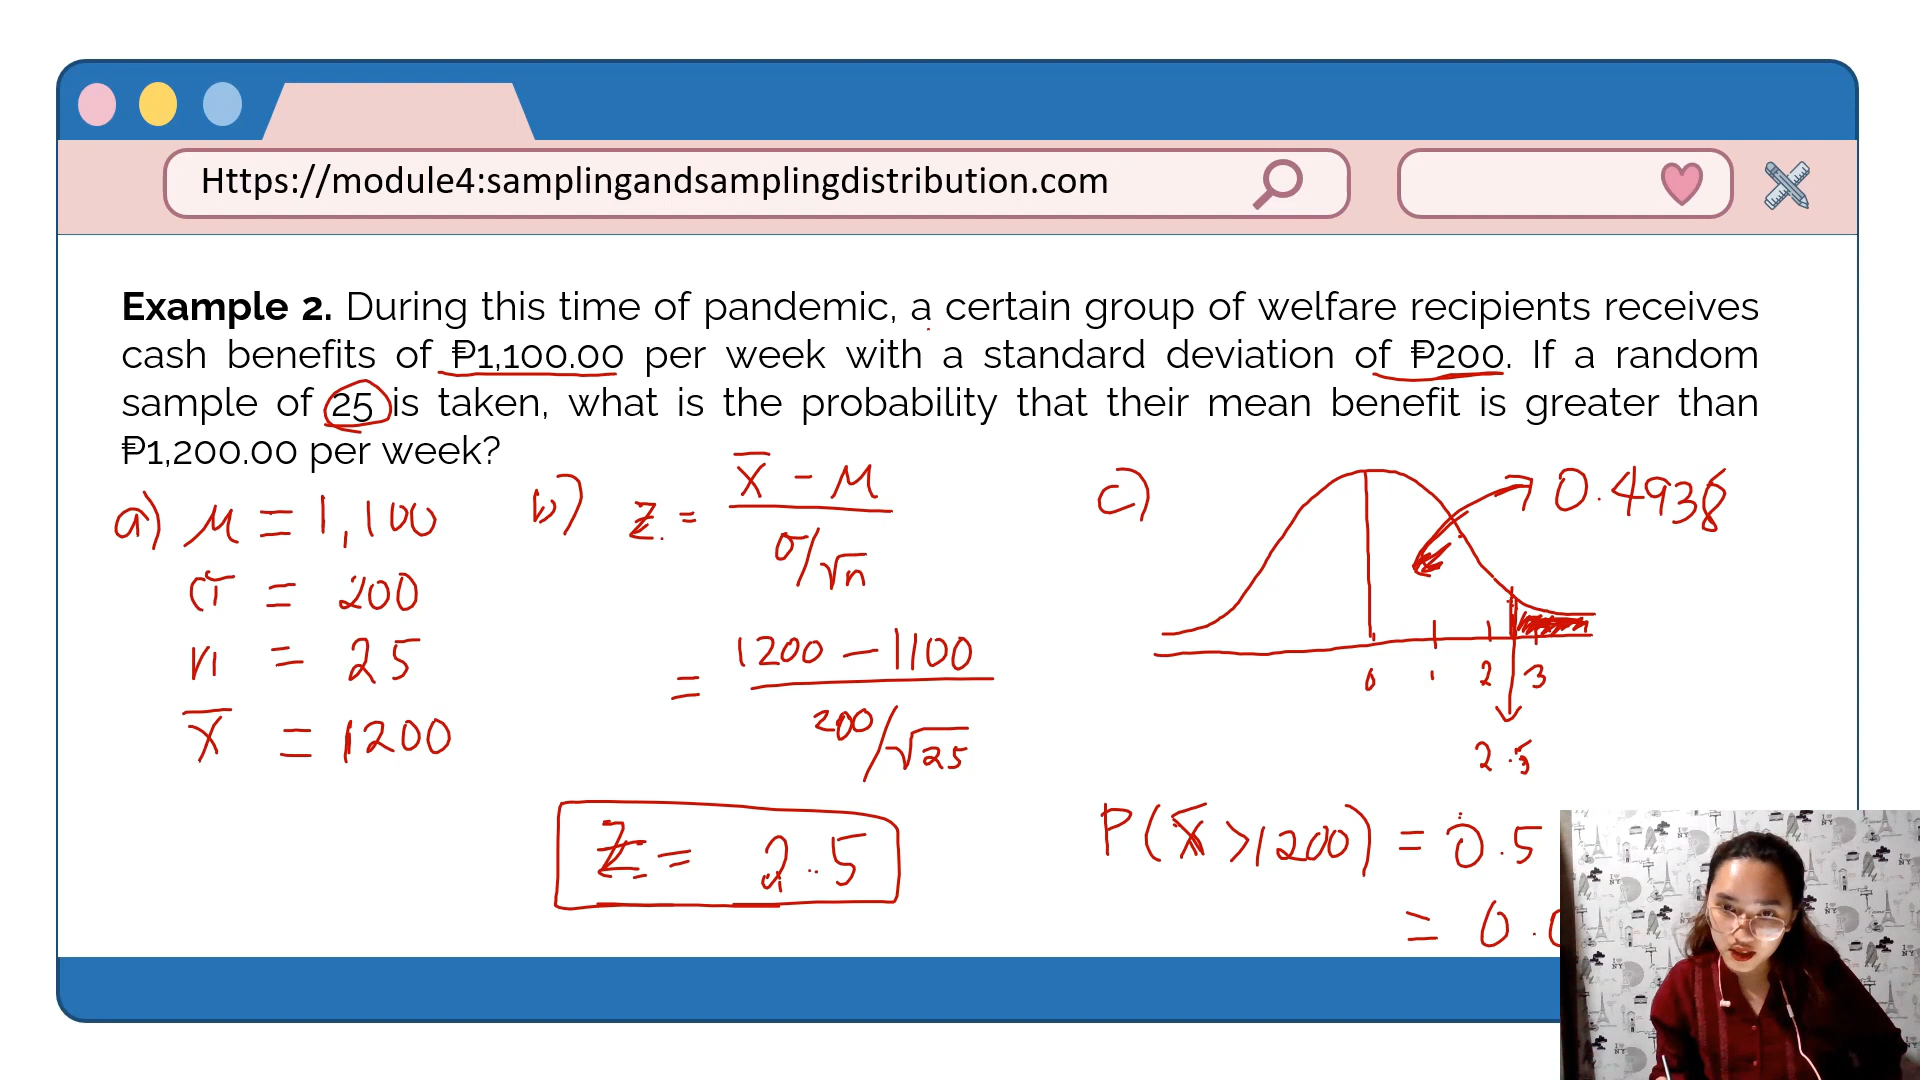 Https://module4:samplingandsamplingdistribution.com
Example 2. During this time of pandemic, a certain group of welfare recipients receives
cash benefits of ₱1,100.00 per week with a standard deviation of ₱200. If a random
sample of 25 is taken, what is the probability that their mean benefit is greater than
₱1,200.00 per week?
a) μ = 1,100
σ = 200
n = 25
x̄ = 1200
b) z = x̄ - μ
σ/√n
= 1200 - 1100
200/√25
z = 2.5
c) 0.4938
0 1 2 3
2.5
P(x̄ > 1200) = 0.5
= 0.0